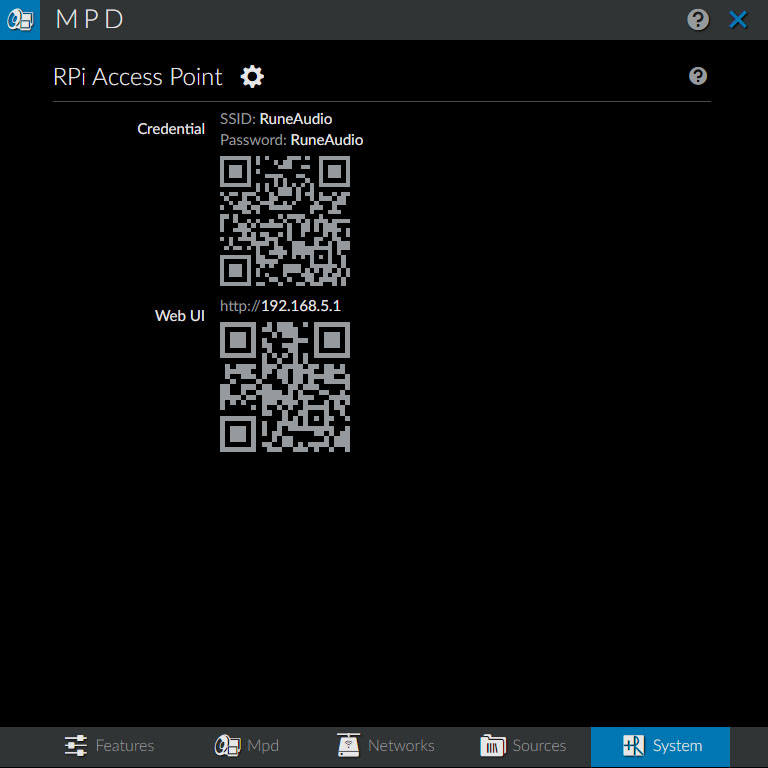 MPD
RPi Access Point
Credential
SSID: RuneAudio
Password: RuneAudio
Web UI
http://192.168.5.1
Features
Mpd
Networks
Sources
System